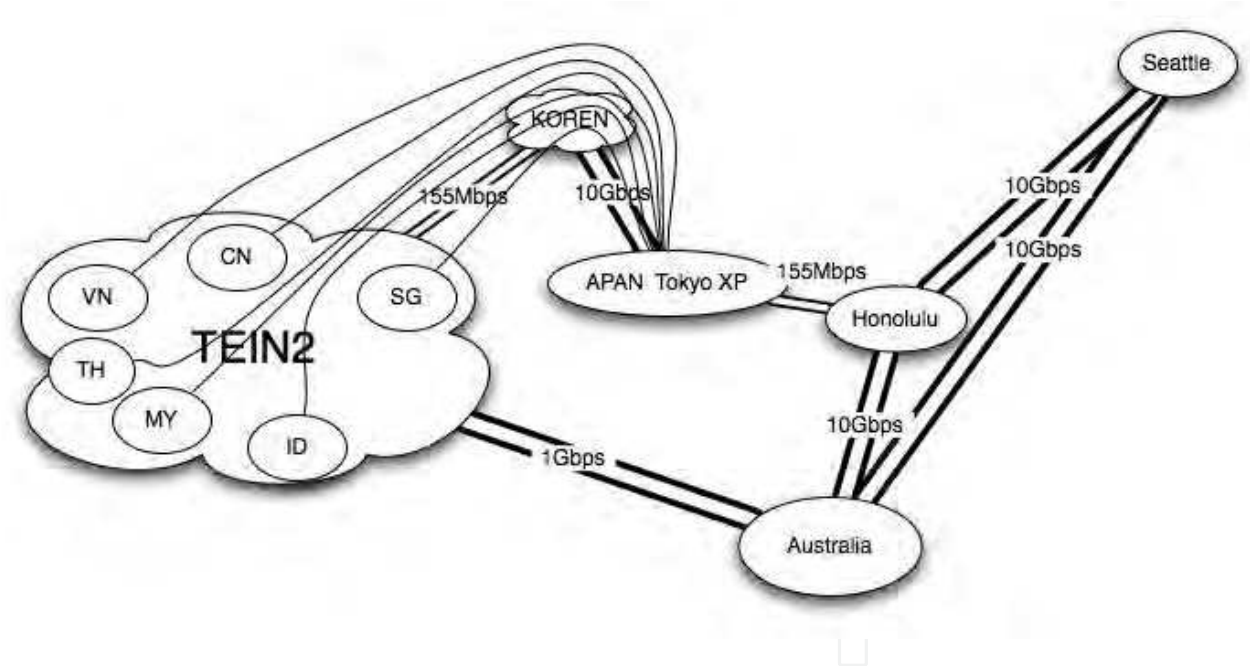 Seattle
KOREN
155Mbps
10Gbps
10Gbps
10Gbps
CN
VN
SG
APAN Tokyo XP
155Mbps
Honolulu
TEIN2
TH
MY
ID
10Gbps
1Gbps
Australia